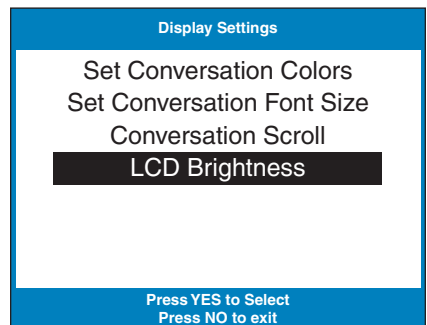 Display Settings
Set Conversation Colors
Set Conversation Font Size
Conversation Scroll
LCD Brightness
Press YES to Select
Press NO to exit